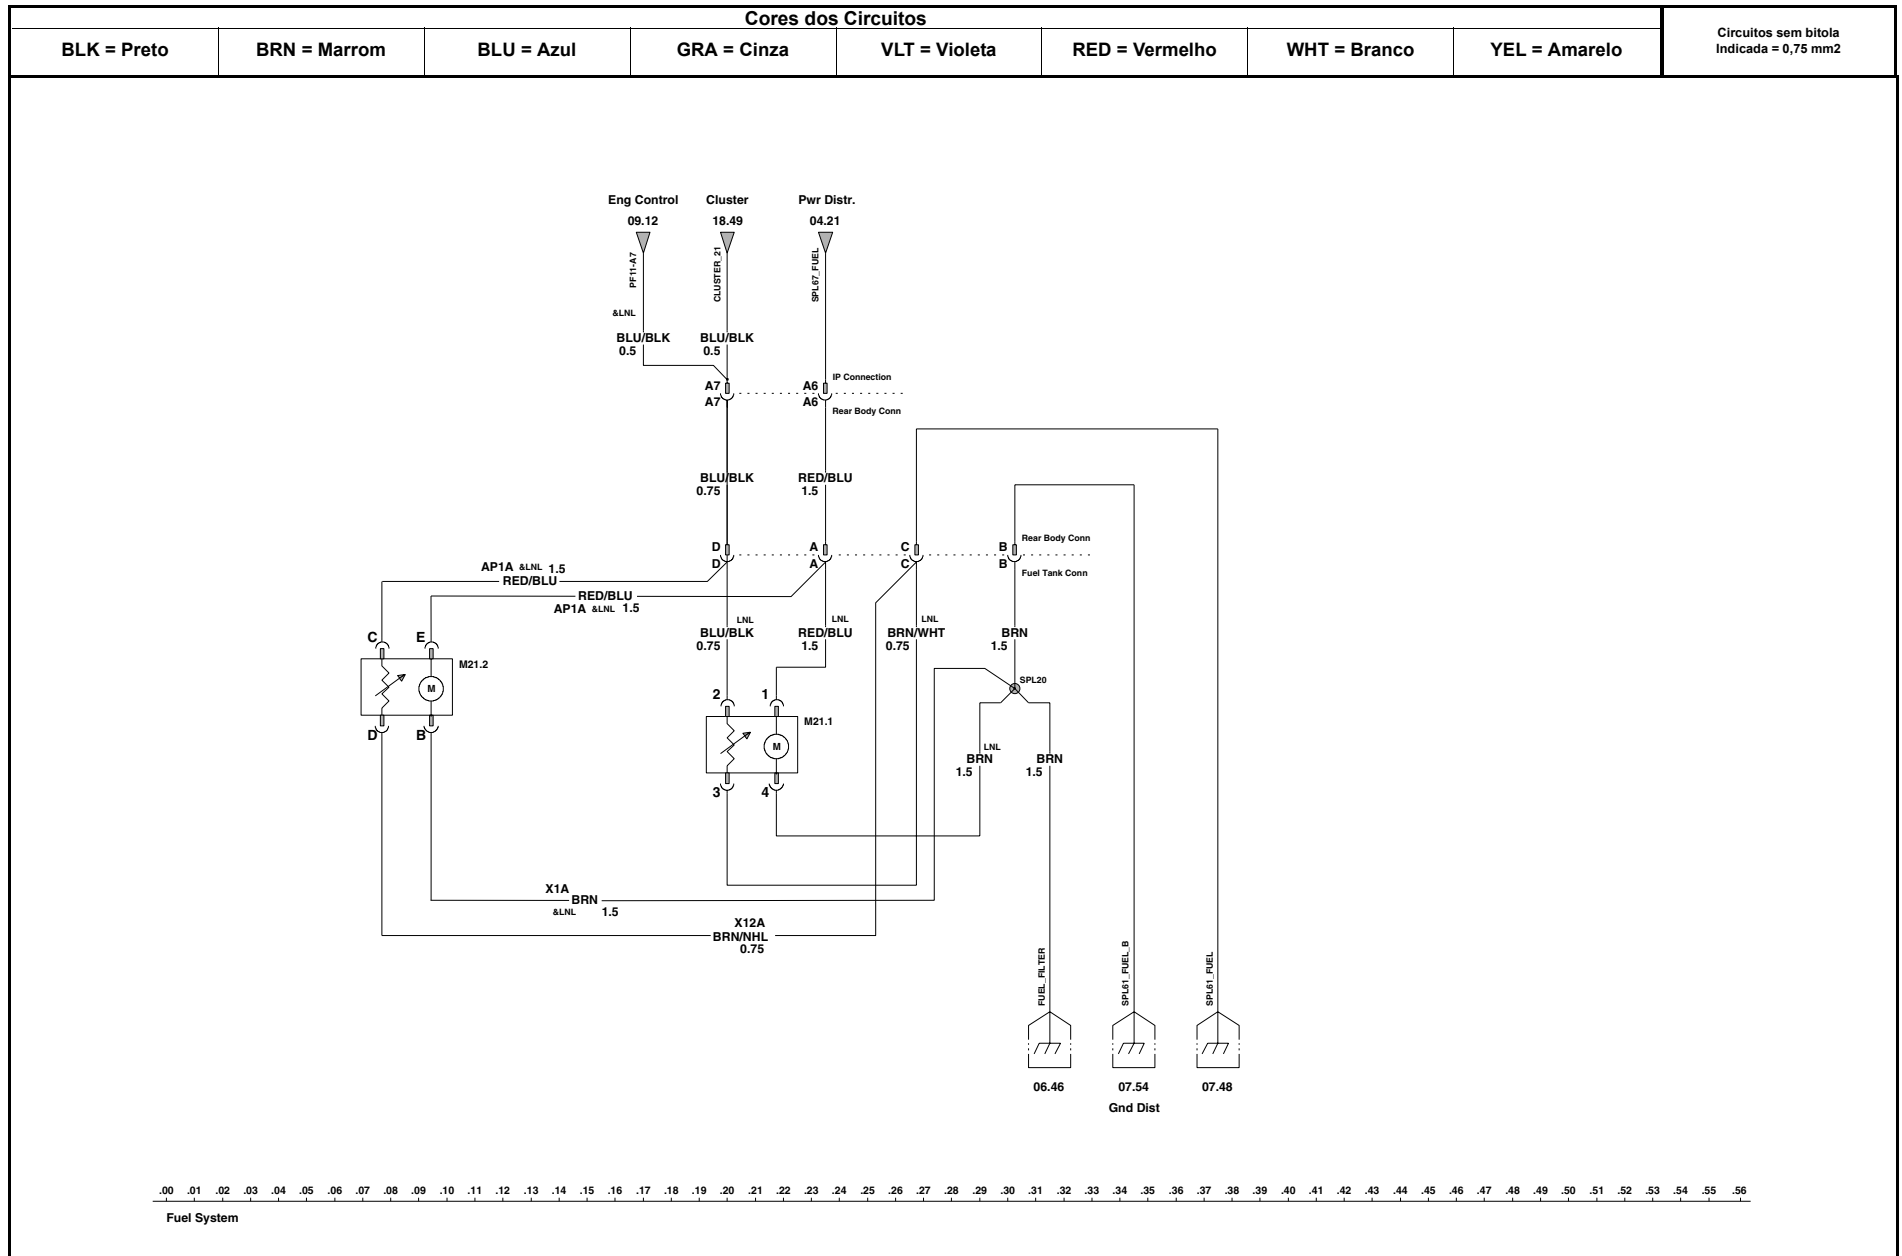 Cores dos Circuitos
BLK = Preto
BRN = Marrom
BLU = Azul
GRA = Cinza
VLT = Violeta
RED = Vermelho
WHT = Branco
YEL = Amarelo
Circuitos sem bitola
Indicada = 0,75 mm2
Eng Control
Cluster
Pwr Distr.
09.12
18.49
04.21
PF11-A7
CLUSTER_21
SPL67_FUEL
&LNL
BLU/BLK
0.5
BLU/BLK
0.5
A7
A6
IP Connection
A7
A6
Rear Body Conn
BLU/BLK
0.75
RED/BLU
1.5
D
A
C
B
Rear Body Conn
D
A
C
B
Fuel Tank Conn
AP1A &LNL 1.5
RED/BLU
RED/BLU
AP1A &LNL 1.5
LNL
BLU/BLK
0.75
LNL
RED/BLU
1.5
LNL
BRN/WHT
0.75
BRN
1.5
C
E
M21.2
M
D
B
SPL20
2
1
M21.1
M
3
4
LNL
BRN
1.5
BRN
1.5
X1A
BRN
&LNL 1.5
X12A
BRN/NHL
0.75
FUEL_FILTER
SPL61_FUEL_B
SPL61_FUEL
06.46
07.54
07.48
Gnd Dist
.00 .01 .02 .03 .04 .05 .06 .07 .08 .09 .10 .11 .12 .13 .14 .15 .16 .17 .18 .19 .20 .21 .22 .23 .24 .25 .26 .27 .28 .29 .30 .31 .32 .33 .34 .35 .36 .37 .38 .39 .40 .41 .42 .43 .44 .45 .46 .47 .48 .49 .50 .51 .52 .53 .54 .55 .56
Fuel System